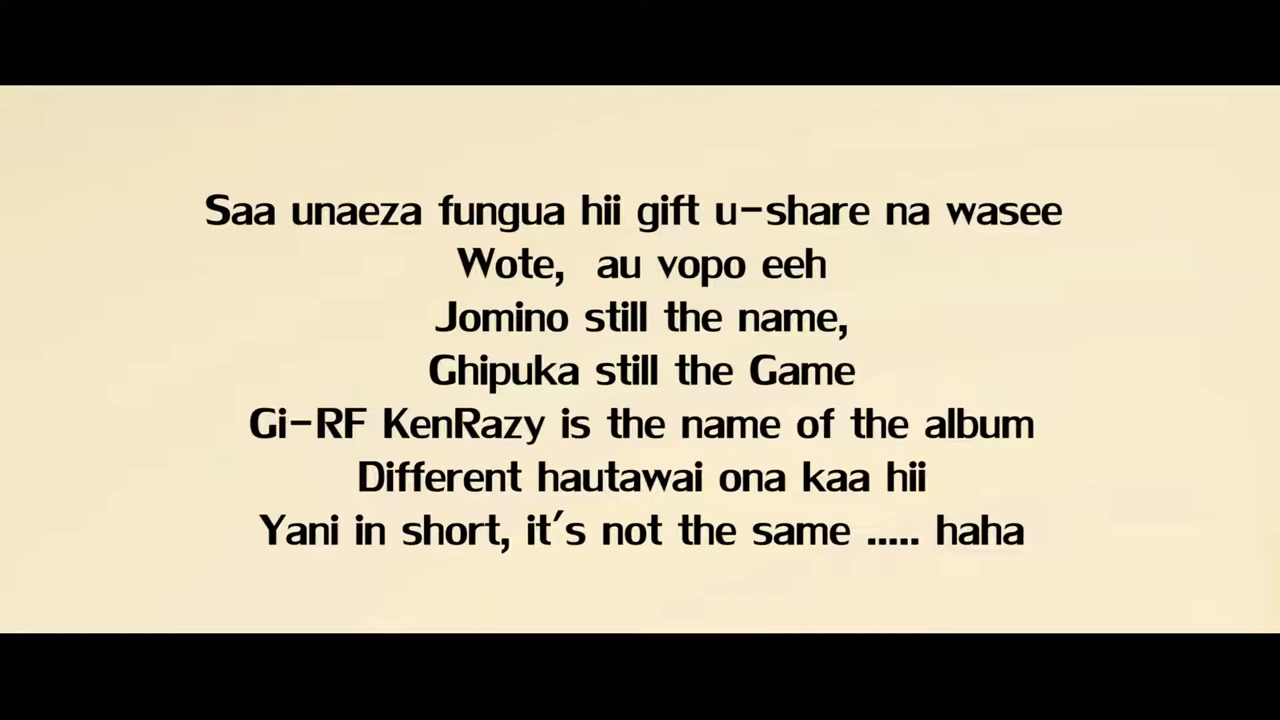 Saa unaeza fungua hii gift u-share na wasee
Wote, au vopo eeh
Jomino still the name,
Ghipuka still the Game
Gi-RF KenRazy is the name of the album
Different hautawai ona kaa hii
Yani in short, it's not the same ..... haha